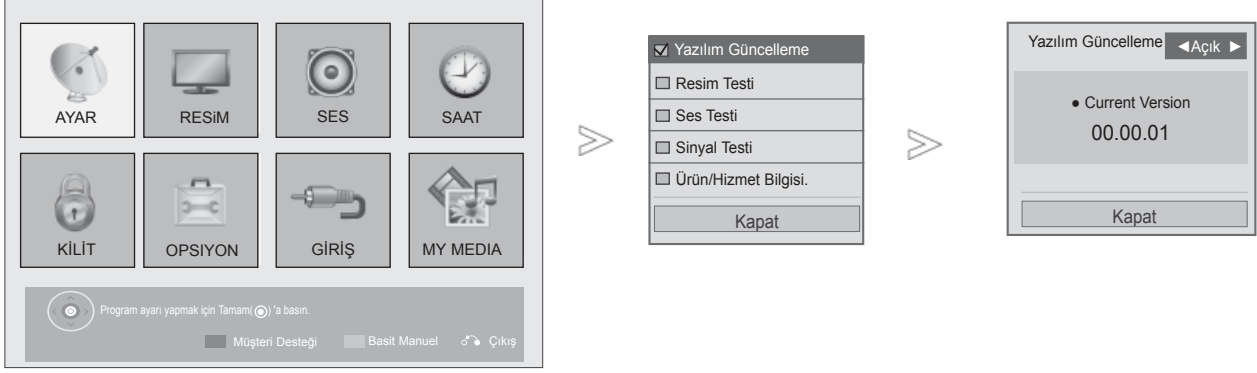 AYAR
RESiM
SES
SAAT
KİLİT
OPSIYON
GİRİŞ
MY MEDIA
Program ayarı yapmak için Tamam(◉) 'a basın.
Müşteri Desteği
Basit Manuel
Çıkış
Yazılım Güncelleme
Resim Testi
Ses Testi
Sinyal Testi
Ürün/Hizmet Bilgisi.
Kapat
Yazılım Güncelleme ◄Açık ►
● Current Version
00.00.01
Kapat